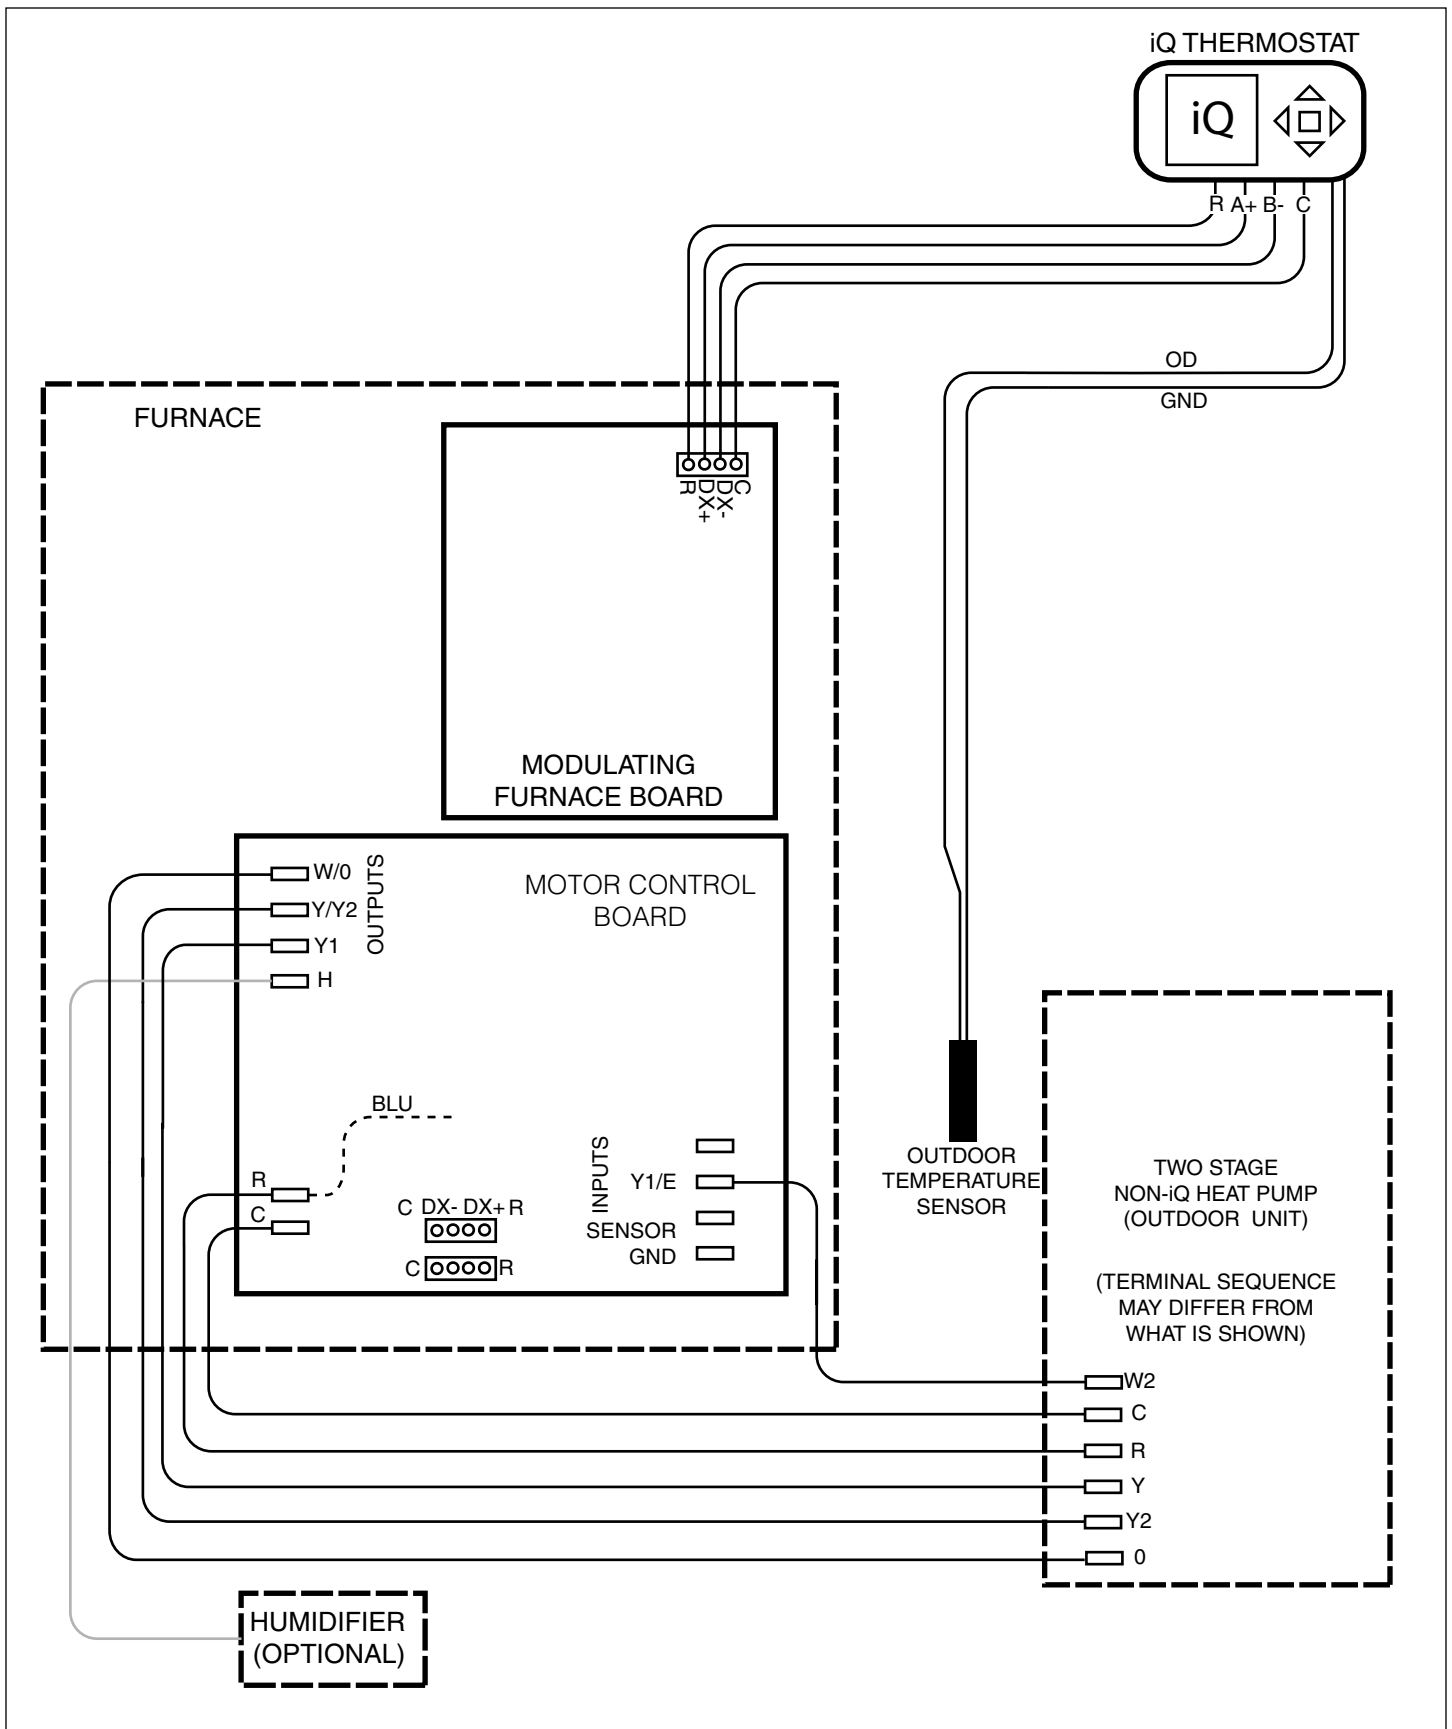 iQ THERMOSTAT
iQ
R A+ B- C
OD
GND
FURNACE
R
DX+
DX-
C
MODULATING
FURNACE BOARD
W/0
Y/Y2
Y1
H
OUTPUTS
MOTOR CONTROL
BOARD
BLU
R
C
C DX- DX+ R
C R
INPUTS
Y1/E
SENSOR
GND
OUTDOOR
TEMPERATURE
SENSOR
TWO STAGE
NON-iQ HEAT PUMP
(OUTDOOR UNIT)
(TERMINAL SEQUENCE
MAY DIFFER FROM
WHAT IS SHOWN)
W2
C
R
Y
Y2
0
HUMIDIFIER
(OPTIONAL)